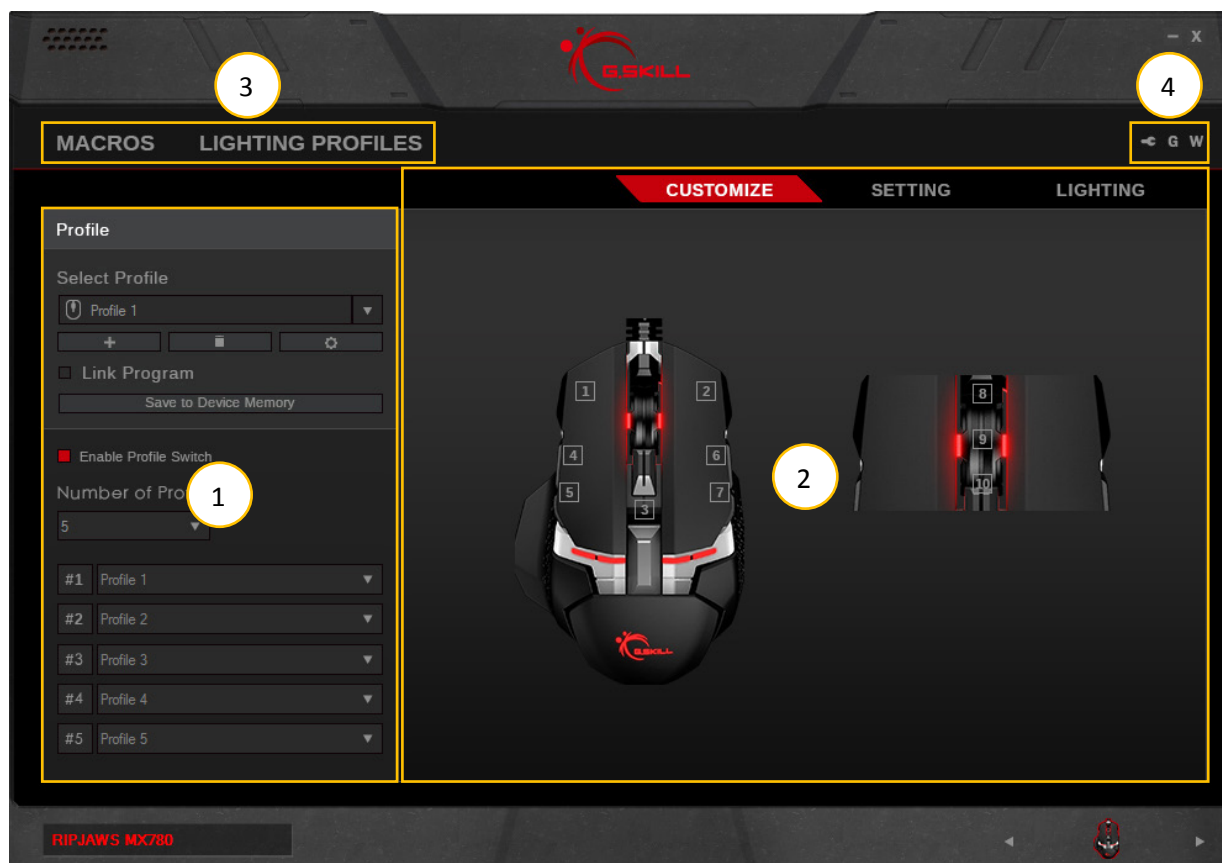 G.SKILL
– X
3
4
MACROS LIGHTING PROFILES
G W
CUSTOMIZE SETTING LIGHTING
Profile
Select Profile
Profile 1
Link Program
Save to Device Memory
Enable Profile Switch
Number of Pro
1
5
#1 Profile 1
#2 Profile 2
#3 Profile 3
#4 Profile 4
#5 Profile 5
1 2
4 6
5 7
3
G.SKILL
2
8
9
10
RIPJAWS MX780